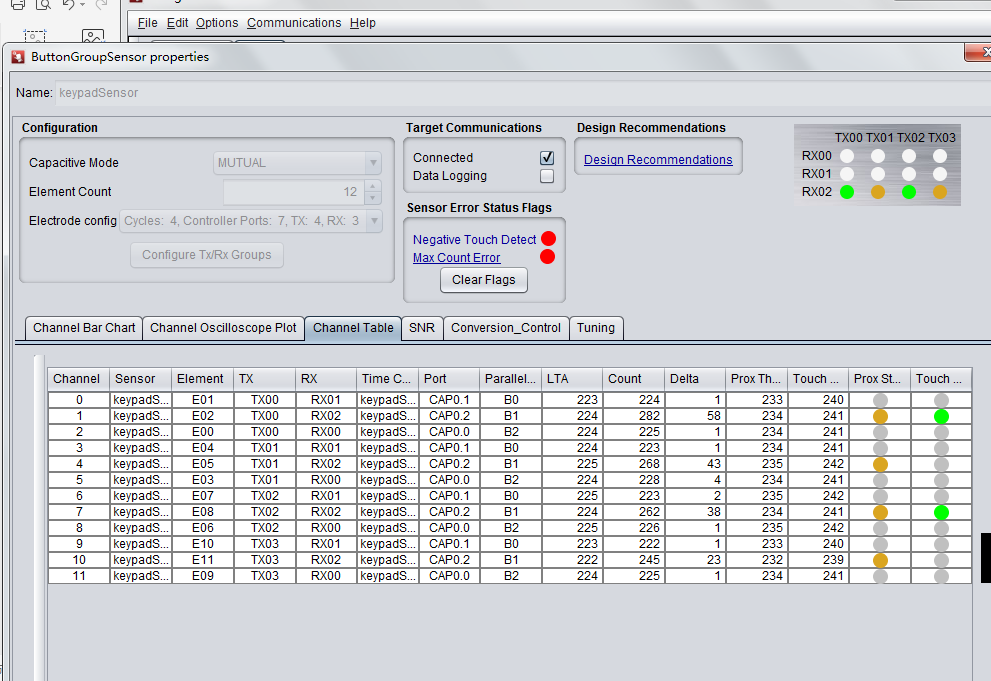 File Edit Options Communications Help
ButtonGroupSensor properties
Name: keypadSensor
Configuration
Capacitive Mode MUTUAL
Element Count 12
Electrode config Cycles: 4, Controller Ports: 7, TX: 4, RX: 3
Configure Tx/Rx Groups
Target Communications
Connected
Data Logging
Sensor Error Status Flags
Negative Touch Detect
Max Count Error
Clear Flags
Design Recommendations
Design Recommendations
TX00 TX01 TX02 TX03
RX00
RX01
RX02
Channel Bar Chart Channel Oscilloscope Plot Channel Table SNR Conversion_Control Tuning
Channel Sensor Element TX RX Time C... Port Parallel... LTA Count Delta Prox Th... Touch ... Prox St... Touch ...
0 keypadS... E01 TX00 RX01 keypadS... CAP0.1 B0 223 224 1 233 240
1 keypadS... E02 TX00 RX02 keypadS... CAP0.2 B1 224 282 58 234 241
2 keypadS... E00 TX00 RX00 keypadS... CAP0.0 B2 224 225 1 234 241
3 keypadS... E04 TX01 RX01 keypadS... CAP0.1 B0 224 223 1 234 241
4 keypadS... E05 TX01 RX02 keypadS... CAP0.2 B1 225 268 43 235 242
5 keypadS... E03 TX01 RX00 keypadS... CAP0.0 B2 224 228 4 234 241
6 keypadS... E07 TX02 RX01 keypadS... CAP0.1 B0 225 223 2 235 242
7 keypadS... E08 TX02 RX02 keypadS... CAP0.2 B1 224 262 38 234 241
8 keypadS... E06 TX02 RX00 keypadS... CAP0.0 B2 225 226 1 235 242
9 keypadS... E10 TX03 RX01 keypadS... CAP0.1 B0 223 222 1 233 240
10 keypadS... E11 TX03 RX02 keypadS... CAP0.2 B1 222 245 23 232 239
11 keypadS... E09 TX03 RX00 keypadS... CAP0.0 B2 224 225 1 234 241